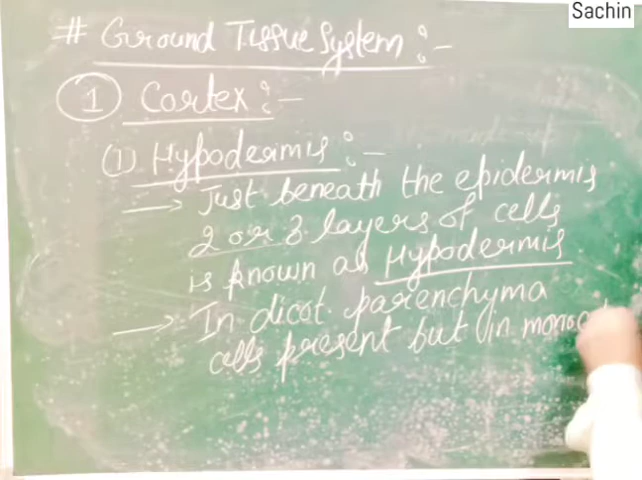 Sachin
# Ground Tissue System :-
① Cortex :-
(1) Hypodermis :-
→ Just beneath the epidermis
2 or 3 layers of cells
is known as Hypodermis
→ In dicot parenchyma
cells present but in